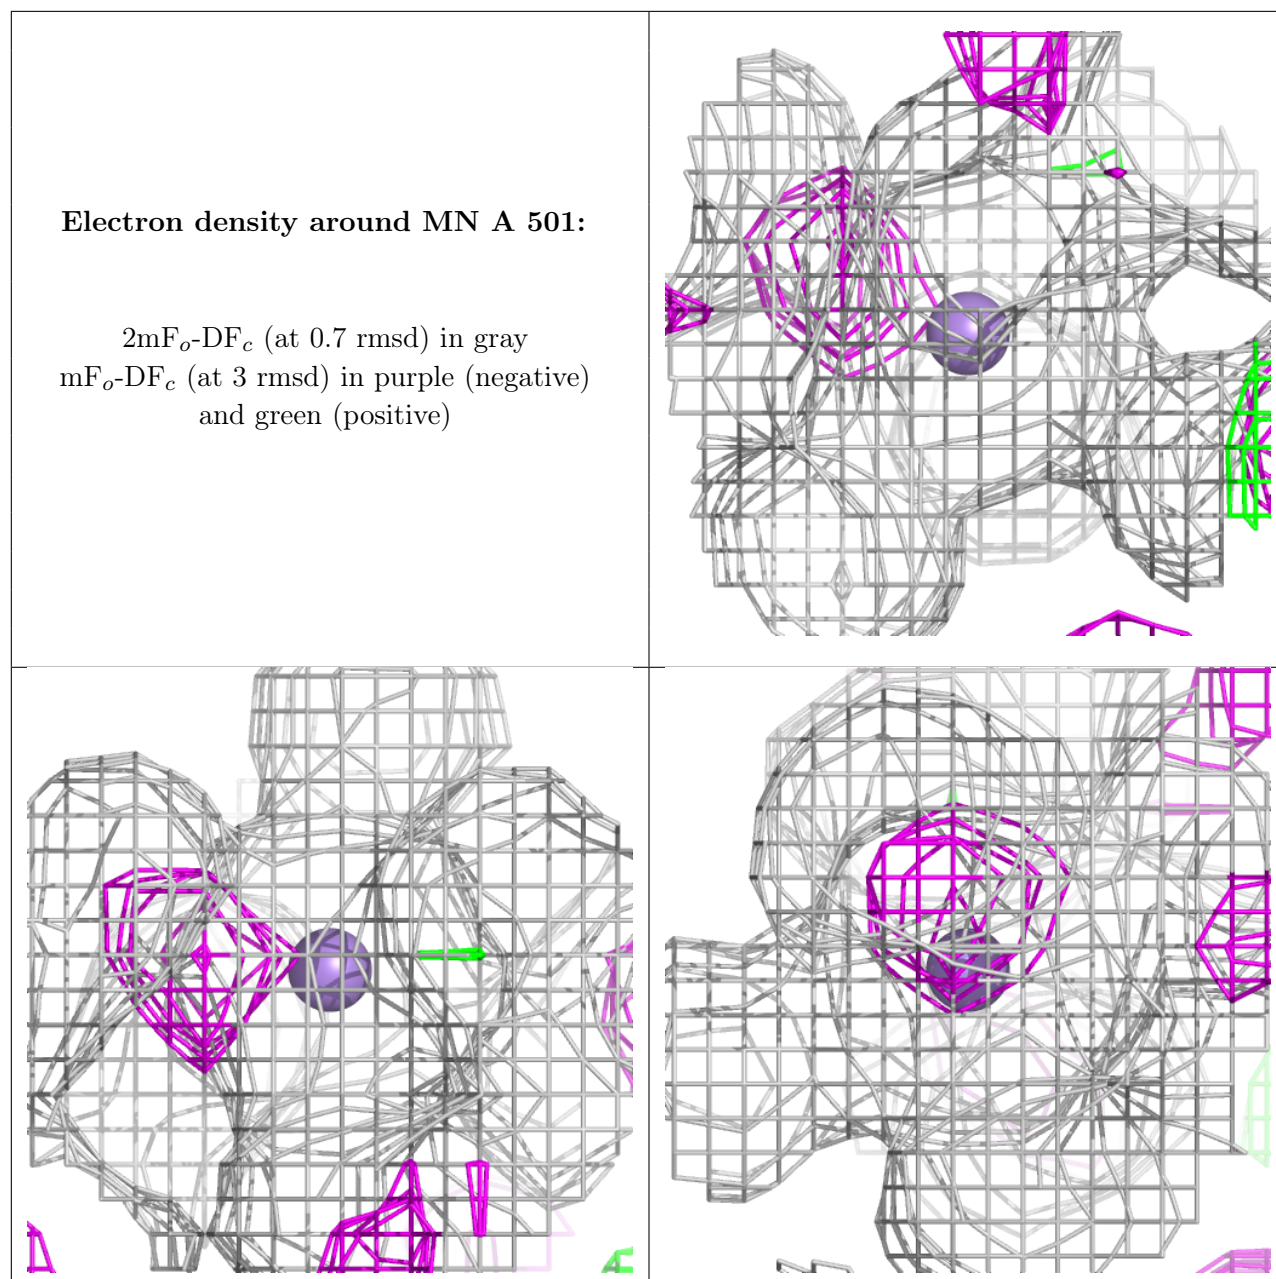 Electron density around MN A 501:
2mFₒ-DF𝒸 (at 0.7 rmsd) in gray
mFₒ-DF𝒸 (at 3 rmsd) in purple (negative)
and green (positive)